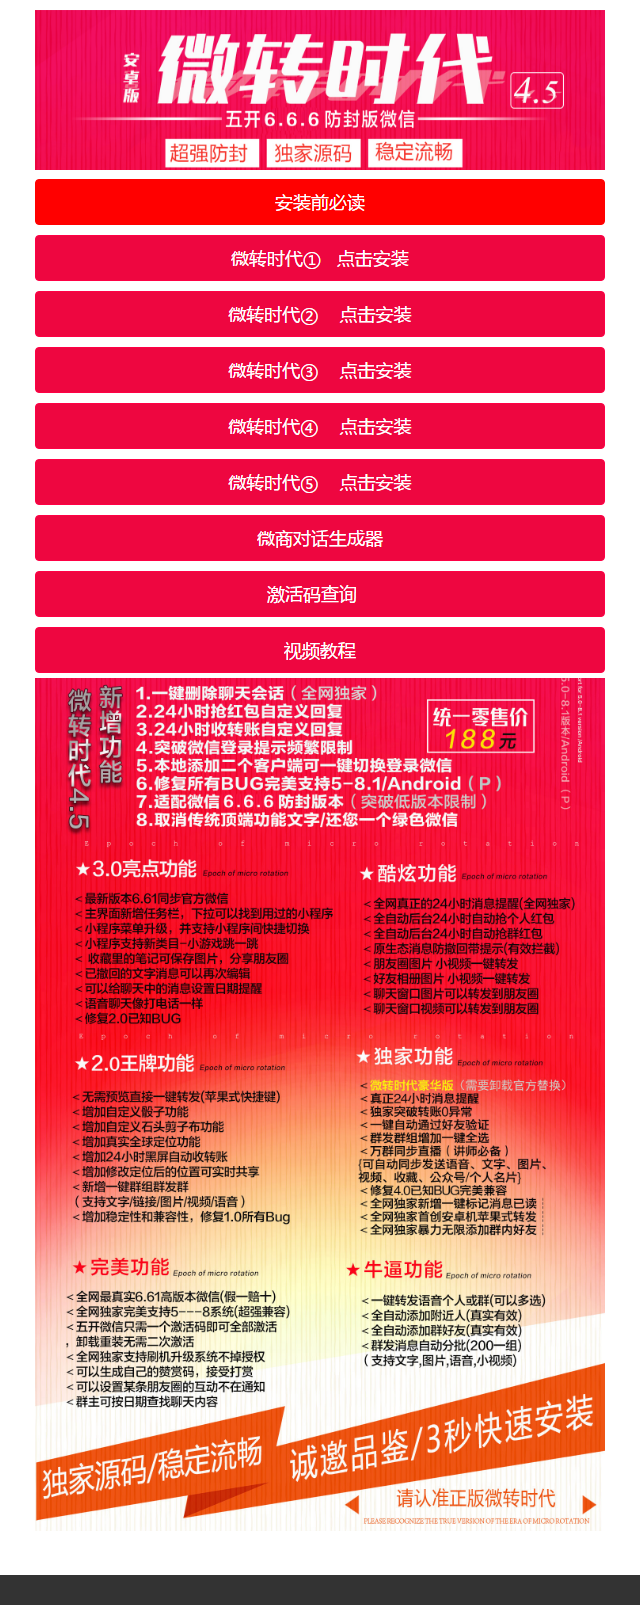 安卓版
微转时代
4.5
五开6.6.6防封版微信
超强防封 独家源码 稳定流畅
安装前必读
微转时代① 点击安装
微转时代② 点击安装
微转时代③ 点击安装
微转时代④ 点击安装
微转时代⑤ 点击安装
微商对话生成器
激活码查询
视频教程
新增功能
微转时代4.5
1.一键删除聊天会话（全网独家）
2.24小时抢红包自定义回复
3.24小时收转账自定义回复
4.突破微信登录提示频繁限制
5.本地添加二个客户端可一键切换登录微信
6.修复所有BUG完美支持5-8.1/Android（P）
7.适配微信6.6.6防封版本（突破低版本限制）
8.取消传统顶端功能文字/还您一个绿色微信
统一零售价
188元
Epoch of micro rotation
★3.0亮点功能 Epoch of micro rotation
＜最新版本6.61同步官方微信
＜主界面新增任务栏，下拉可以找到用过的小程序
＜小程序菜单升级，并支持小程序间快捷切换
＜小程序支持新类目-小游戏跳一跳
＜ 收藏里的笔记可保存图片，分享朋友圈
＜已撤回的文字消息可以再次编辑
＜可以给聊天中的消息设置日期提醒
＜语音聊天像打电话一样
＜修复2.0已知BUG
★酷炫功能 Epoch of micro rotation
＜全网真正的24小时消息提醒(全网独家)
＜全自动后台24小时自动抢个人红包
＜全自动后台24小时自动抢群红包
＜原生态消息防撤回带提示(有效拦截)
＜朋友圈图片 小视频一键转发
＜好友相册图片 小视频一键转发
＜聊天窗口图片可以转发到朋友圈
＜聊天窗口视频可以转发到朋友圈
Epoch of micro rotation
★2.0王牌功能 Epoch of micro rotation
＜无需预览直接一键转发(苹果式快捷键)
＜增加自定义骰子功能
＜增加自定义石头剪子布功能
＜增加真实全球定位功能
＜增加24小时黑屏自动收转账
＜增加修改定位后的位置可实时共享
＜新增一键群组群发群
（支持文字/链接/图片/视频/语音）
＜增加稳定性和兼容性，修复1.0所有Bug
★独家功能 Epoch of micro rotation
＜微转时代豪华版（需要卸载官方替换）
＜真正24小时消息提醒
＜独家突破转账0异常
＜一键自动通过好友验证
＜群发群组增加一键全选
＜万群同步直播（讲师必备）
{可自动同步发送语音、文字、图片、
视频、收藏、公众号/个人名片}
＜修复4.0已知BUG完美兼容
＜全网独家新增一键标记消息已读
＜全网独家首创安卓机苹果式转发
＜全网独家暴力无限添加群内好友
★完美功能 Epoch of micro rotation
＜全网最真实6.61高版本微信(假一赔十)
＜全网独家完美支持5---8系统(超强兼容)
＜五开微信只需一个激活码即可全部激活
，卸载重装无需二次激活
＜全网独家支持刷机升级系统不掉授权
＜可以生成自己的赞赏码，接受打赏
＜可以设置某条朋友圈的互动不在通知
＜群主可按日期查找聊天内容
★牛逼功能 Epoch of micro rotation
＜一键转发语音个人或群(可以多选)
＜全自动添加附近人(真实有效)
＜全自动添加群好友(真实有效)
＜群发消息自动分批(200一组)
(支持文字,图片,语音,小视频)
独家源码/稳定流畅
诚邀品鉴/3秒快速安装
请认准正版微转时代
PLEASE RECOGNIZE THE TRUE VERSION OF THE ERA OF MICRO ROTATION